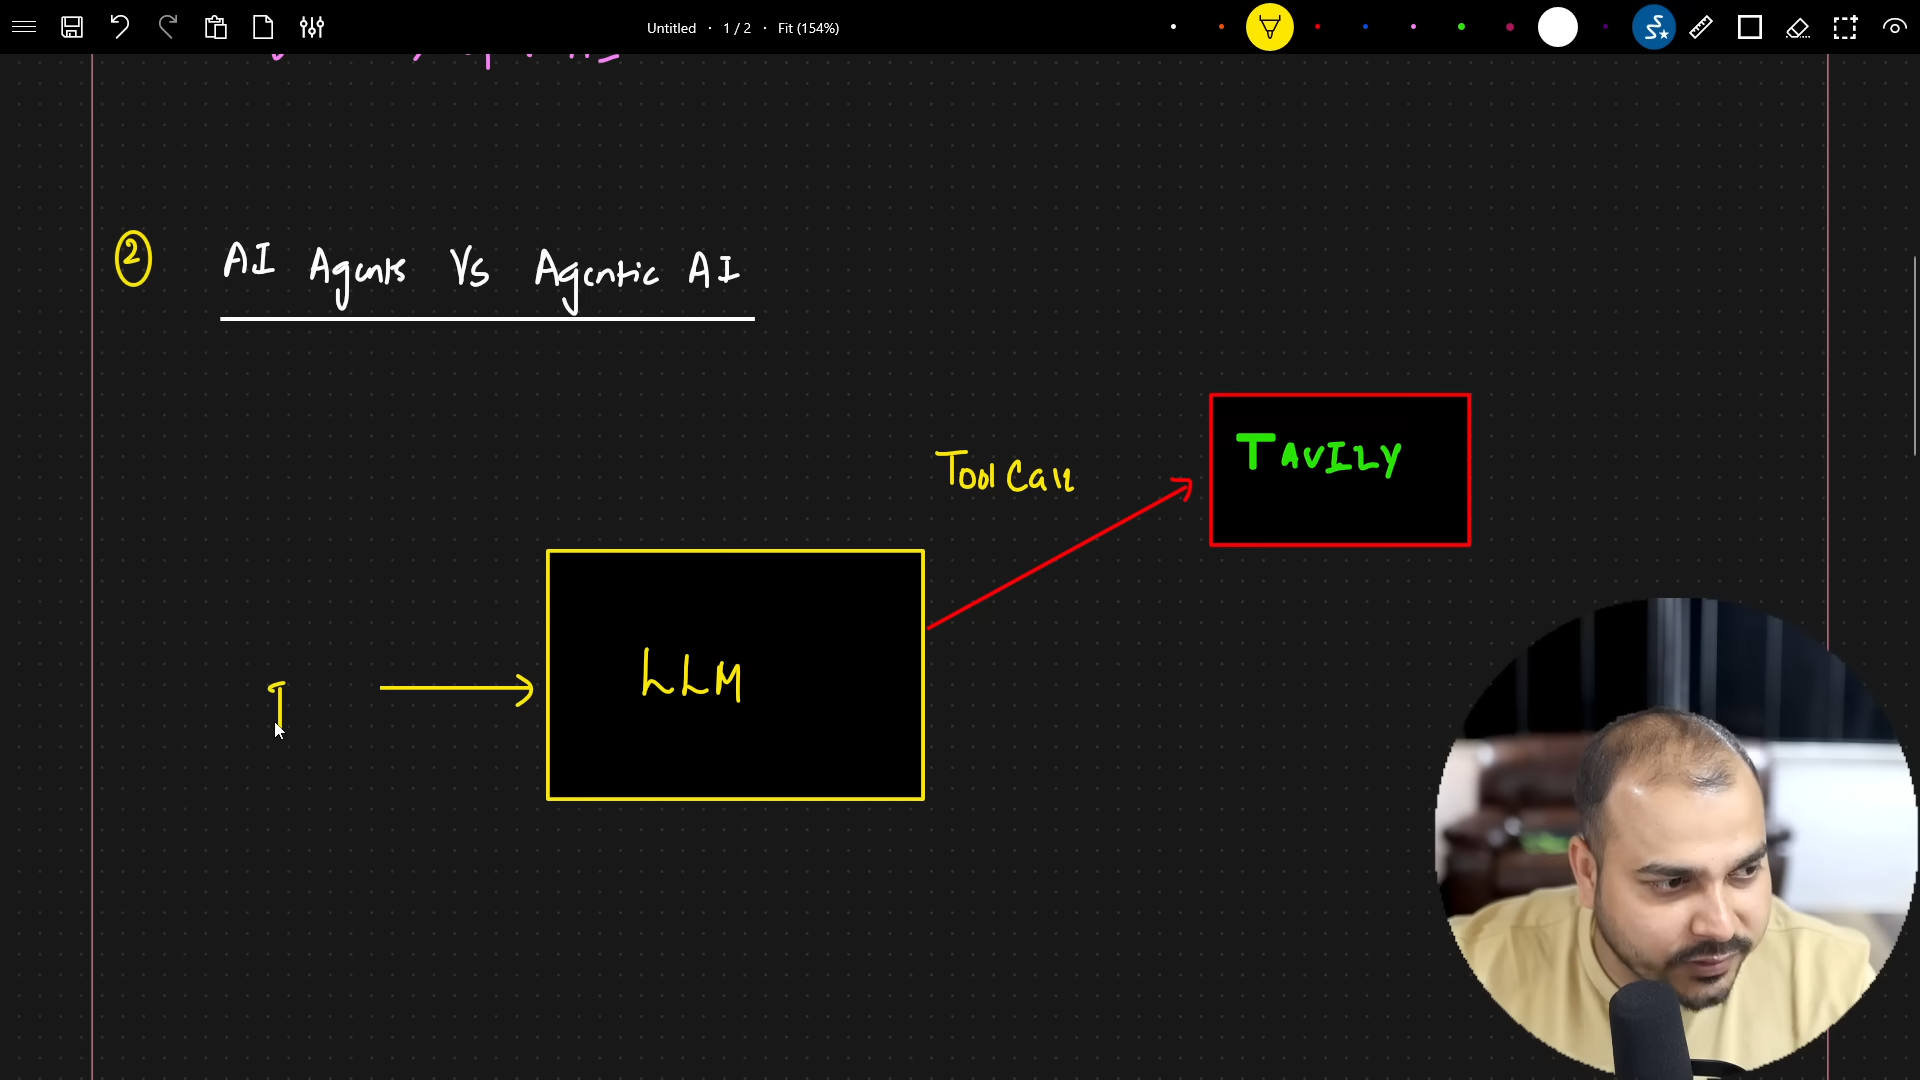 Untitled · 1 / 2 · Fit (154%)
2 AI Agents Vs Agentic AI
TAVILY
Tool Call
LLM
I